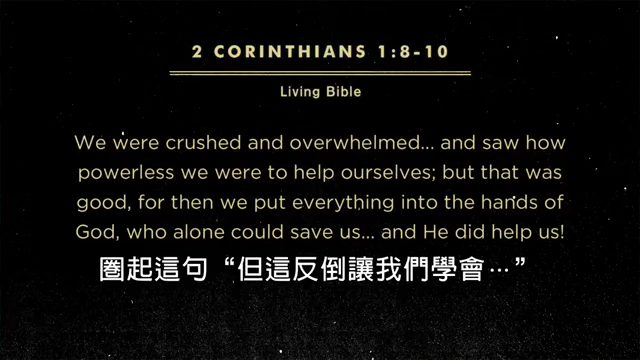 2 CORINTHIANS 1:8-10
Living Bible
We were crushed and overwhelmed... and saw how
powerless we were to help ourselves; but that was
good, for then we put everything into the hands of
God, who alone could save us... and He did help us!
圈起這句“但這反倒讓我們學會…”